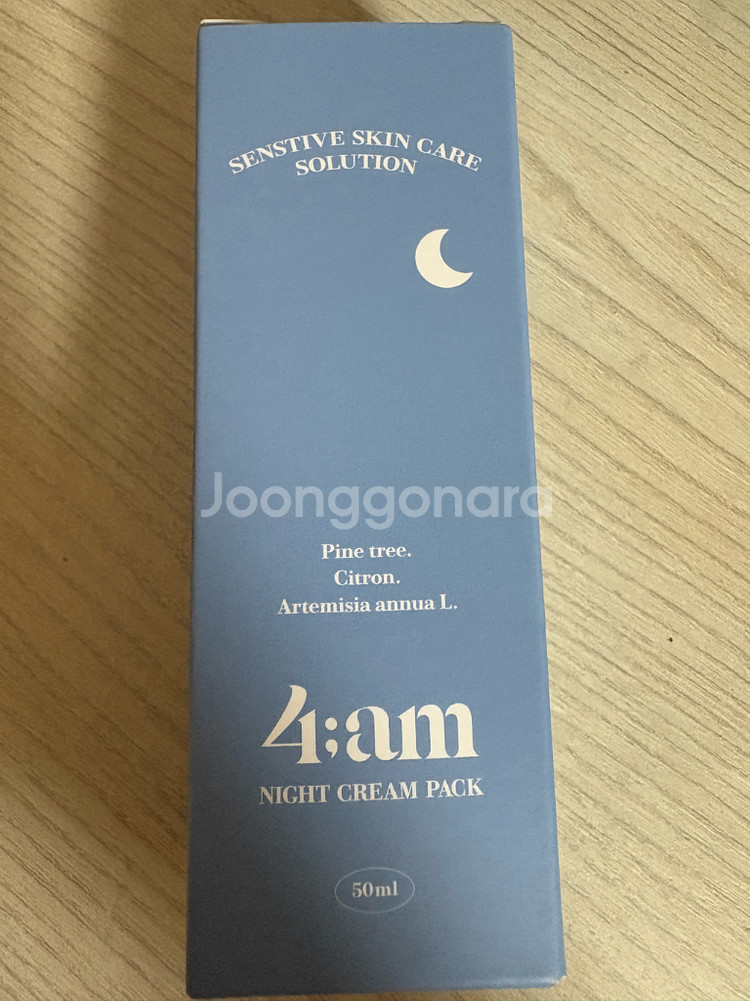 SENSTIVE SKIN CARE
SOLUTION
Joonggonara
Pine tree.
Citron.
Artemisia annua L.
4;am
NIGHT CREAM PACK
50ml